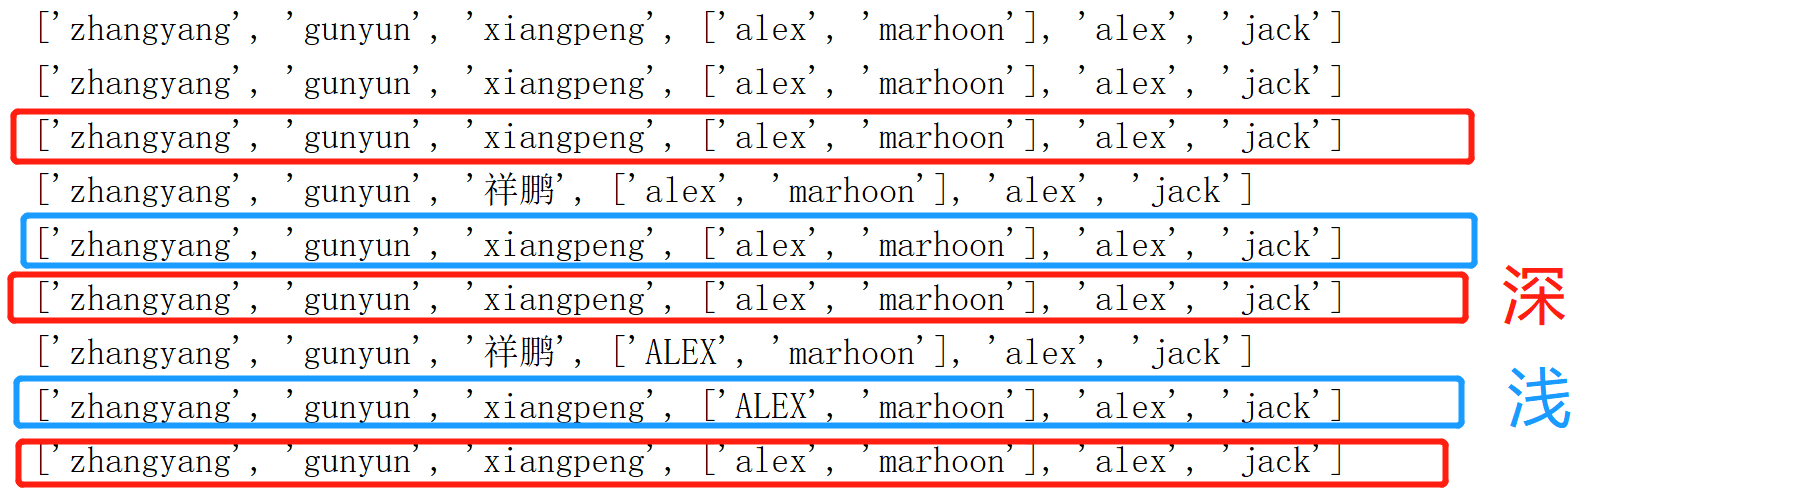 ['zhangyang', 'gunyun', 'xiangpeng', ['alex', 'marhoon'], 'alex', 'jack']
['zhangyang', 'gunyun', 'xiangpeng', ['alex', 'marhoon'], 'alex', 'jack']
['zhangyang', 'gunyun', 'xiangpeng', ['alex', 'marhoon'], 'alex', 'jack']
['zhangyang', 'gunyun', '祥鹏', ['alex', 'marhoon'], 'alex', 'jack']
['zhangyang', 'gunyun', 'xiangpeng', ['alex', 'marhoon'], 'alex', 'jack']
['zhangyang', 'gunyun', 'xiangpeng', ['alex', 'marhoon'], 'alex', 'jack']
深
['zhangyang', 'gunyun', '祥鹏', ['ALEX', 'marhoon'], 'alex', 'jack']
['zhangyang', 'gunyun', 'xiangpeng', ['ALEX', 'marhoon'], 'alex', 'jack']
浅
['zhangyang', 'gunyun', 'xiangpeng', ['alex', 'marhoon'], 'alex', 'jack']